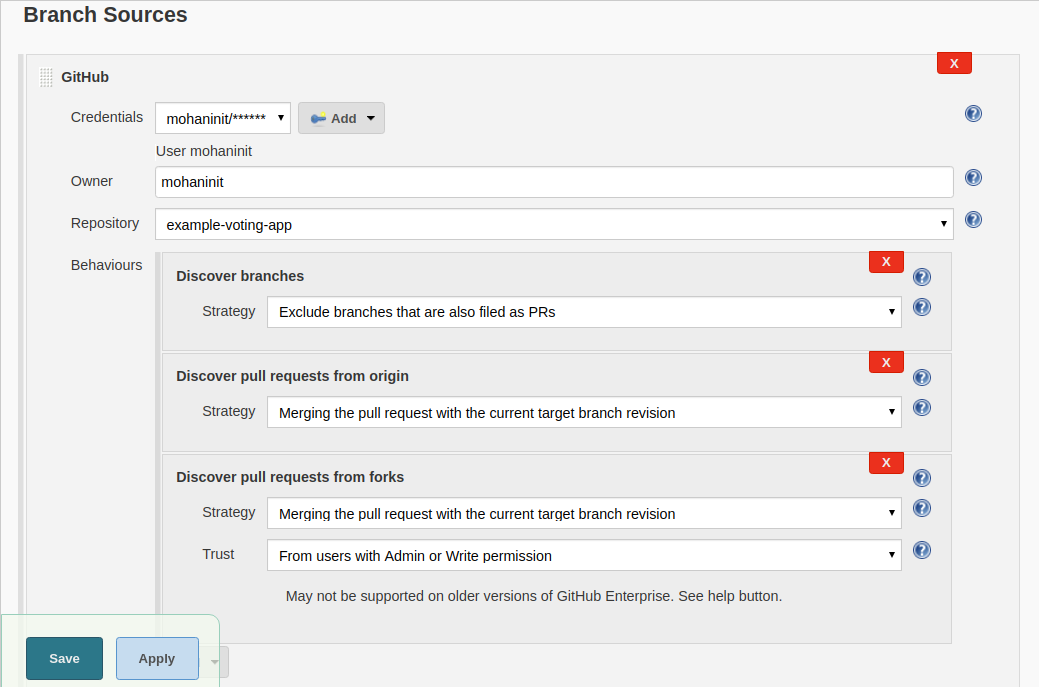 Branch Sources
X
GitHub
Credentials mohaninit/****** Add
User mohaninit
Owner mohaninit
Repository example-voting-app
Behaviours
X
Discover branches
Strategy Exclude branches that are also filed as PRs
X
Discover pull requests from origin
Strategy Merging the pull request with the current target branch revision
X
Discover pull requests from forks
Strategy Merging the pull request with the current target branch revision
Trust From users with Admin or Write permission
May not be supported on older versions of GitHub Enterprise. See help button.
Save Apply